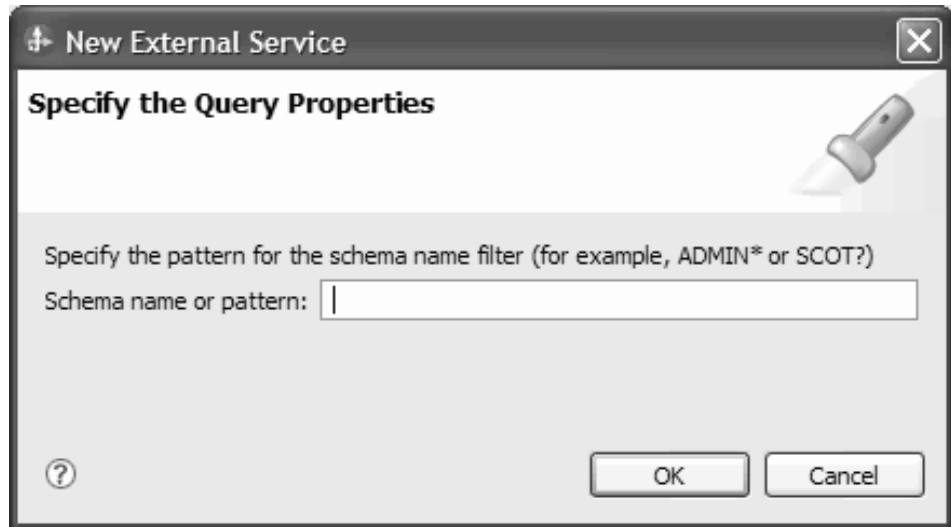 New External Service
Specify the Query Properties
Specify the pattern for the schema name filter (for example, ADMIN* or SCOT?)
Schema name or pattern:
?
OK Cancel